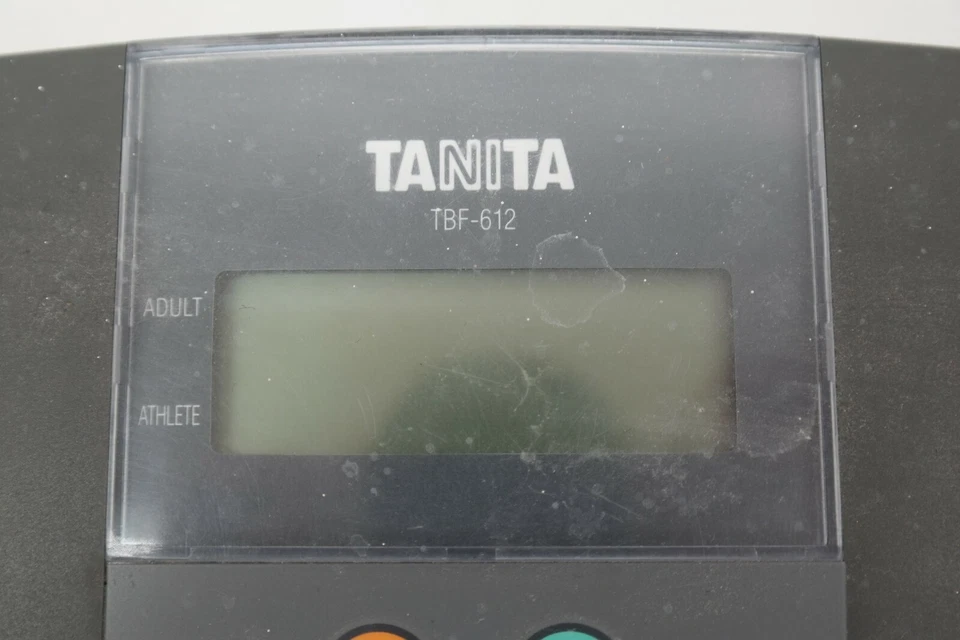 TANITA
TBF-612
ADULT
ATHLETE